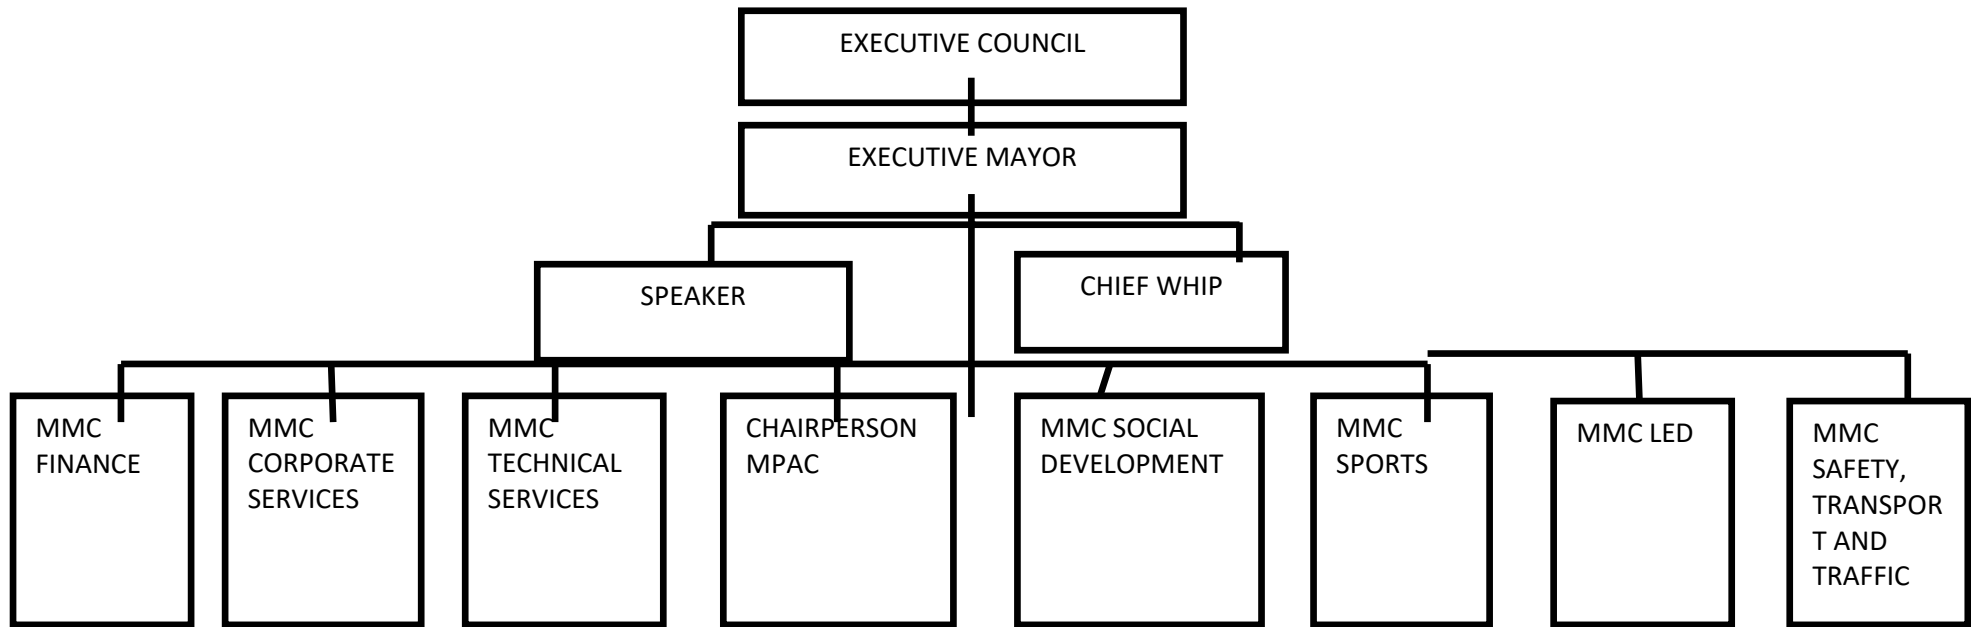 EXECUTIVE COUNCIL
EXECUTIVE MAYOR
SPEAKER
CHIEF WHIP
MMC
FINANCE
MMC
CORPORATE
SERVICES
MMC
TECHNICAL
SERVICES
CHAIRPERSON
MPAC
MMC SOCIAL
DEVELOPMENT
MMC
SPORTS
MMC LED
MMC
SAFETY,
TRANSPOR
T AND
TRAFFIC